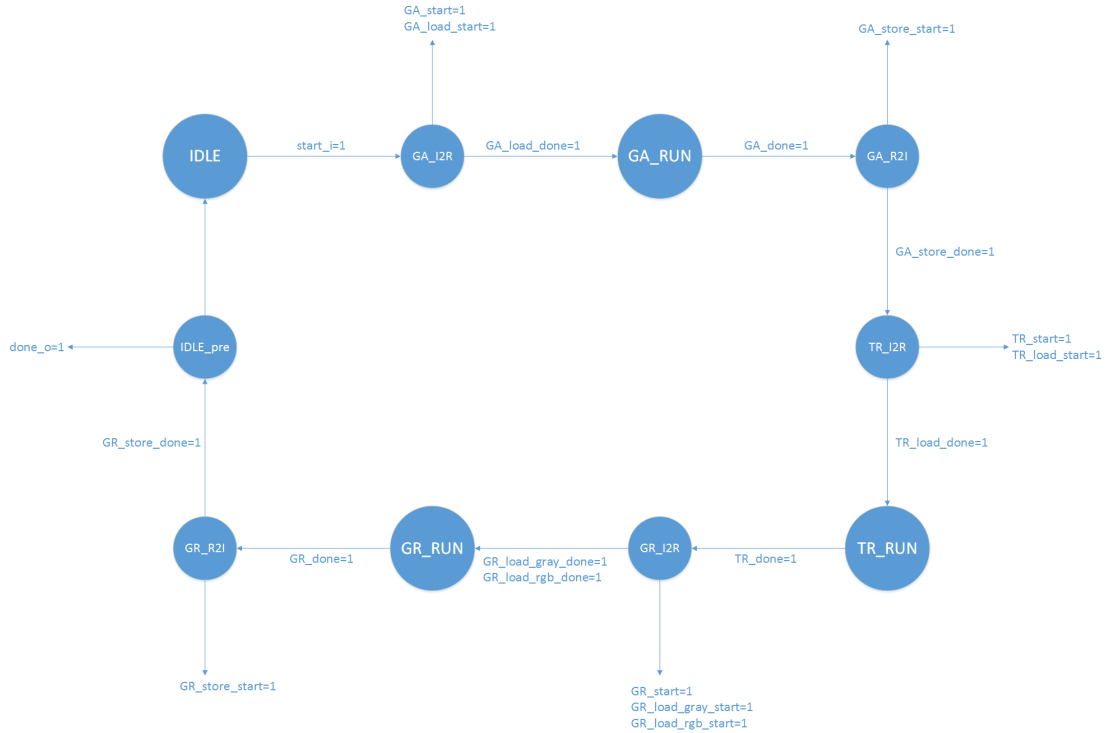 GA_start=1
GA_load_start=1
GA_store_start=1
IDLE
start_i=1
GA_I2R
GA_load_done=1
GA_RUN
GA_done=1
GA_R2I
GA_store_done=1
done_o=1
IDLE_pre
TR_I2R
TR_start=1
TR_load_start=1
GR_store_done=1
TR_load_done=1
GR_R2I
GR_done=1
GR_RUN
GR_load_gray_done=1
GR_load_rgb_done=1
GR_I2R
TR_done=1
TR_RUN
GR_store_start=1
GR_start=1
GR_load_gray_start=1
GR_load_rgb_start=1